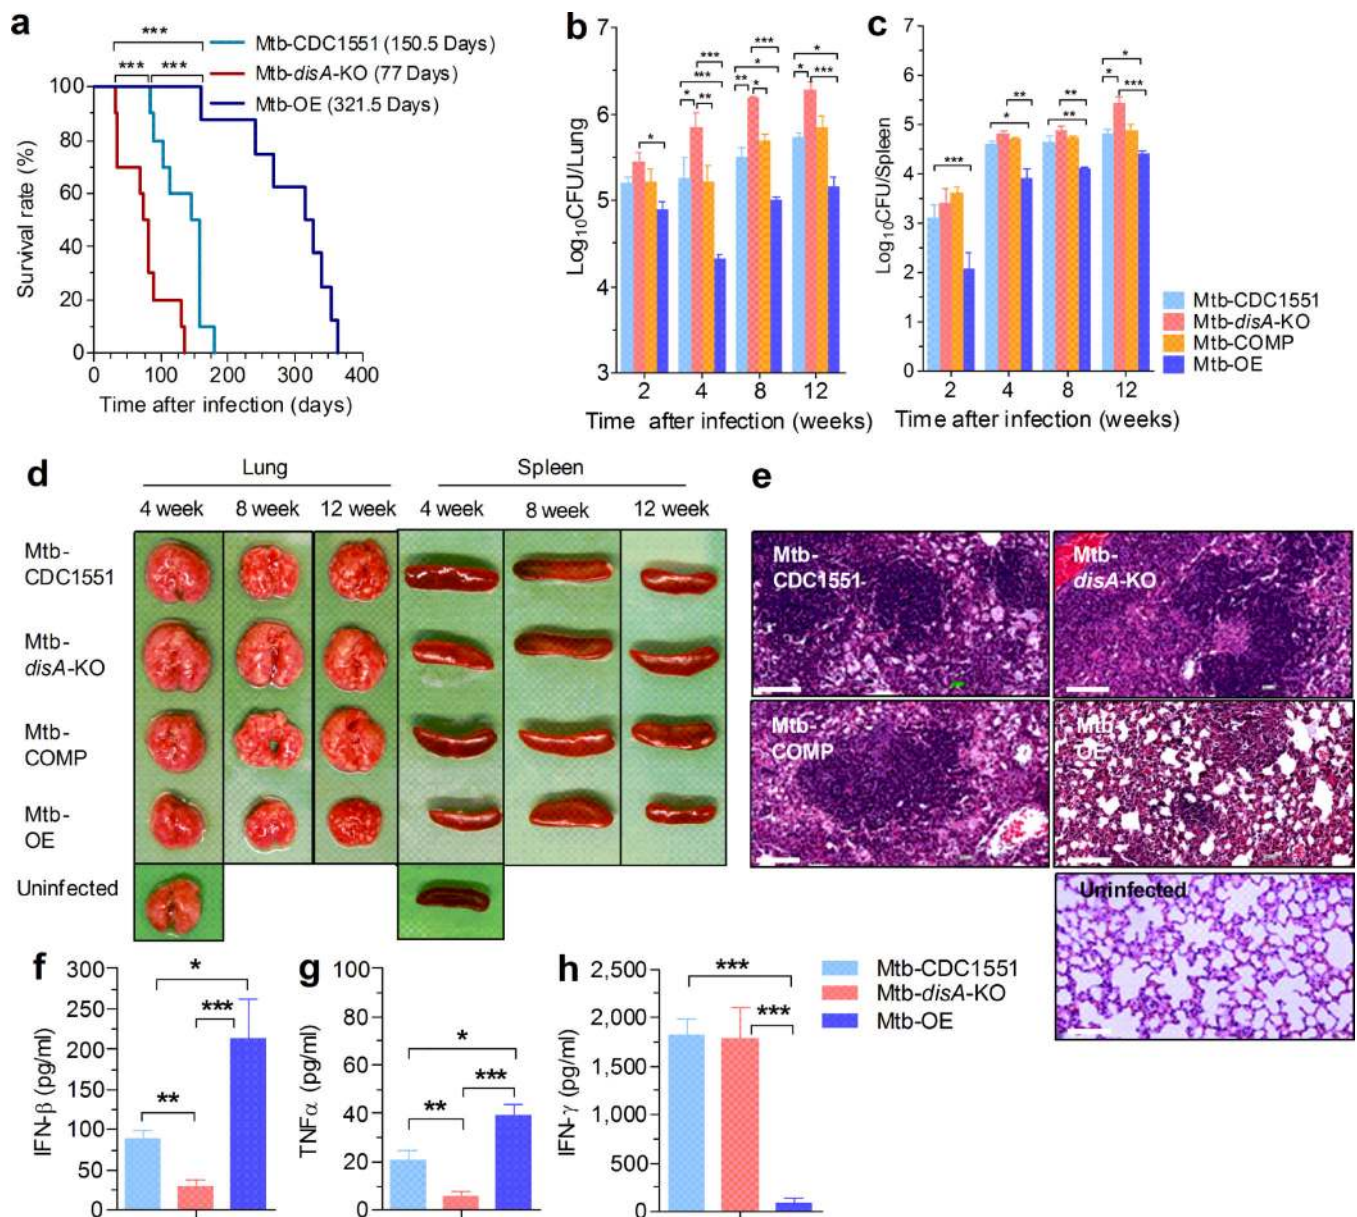 a
*** Mtb-CDC1551 (150.5 Days)
*** *** Mtb-disA-KO (77 Days)
Mtb-OE (321.5 Days)
Survival rate (%)
100
80
60
40
20
0
0 100 200 300 400
Time after infection (days)
b
Log10CFU/Lung
7
6
5
4
3
* * *** ** *** ** * * *** * * *** *
2 4 8 12
Time after infection (weeks)
c
Log10CFU/Spleen
7
6
5
4
3
2
1
0
*** * ** ** ** * *** *
2 4 8 12
Time after infection (weeks)
Mtb-CDC1551
Mtb-disA-KO
Mtb-COMP
Mtb-OE
d
Lung Spleen
4 week 8 week 12 week 4 week 8 week 12 week
Mtb-
CDC1551
Mtb-
disA-KO
Mtb-
COMP
Mtb-
OE
Uninfected
e
Mtb-
CDC1551
Mtb-
disA-KO
Mtb-
COMP
Mtb
OE
Uninfected
f
IFN-β (pg/ml)
300
250
200
150
100
50
0
*
***
**
g
TNFα (pg/ml)
100
80
60
40
20
0
*
***
**
h
IFN-γ (pg/ml)
2,500
2,000
1,500
1,000
500
0
***
***
Mtb-CDC1551
Mtb-disA-KO
Mtb-OE